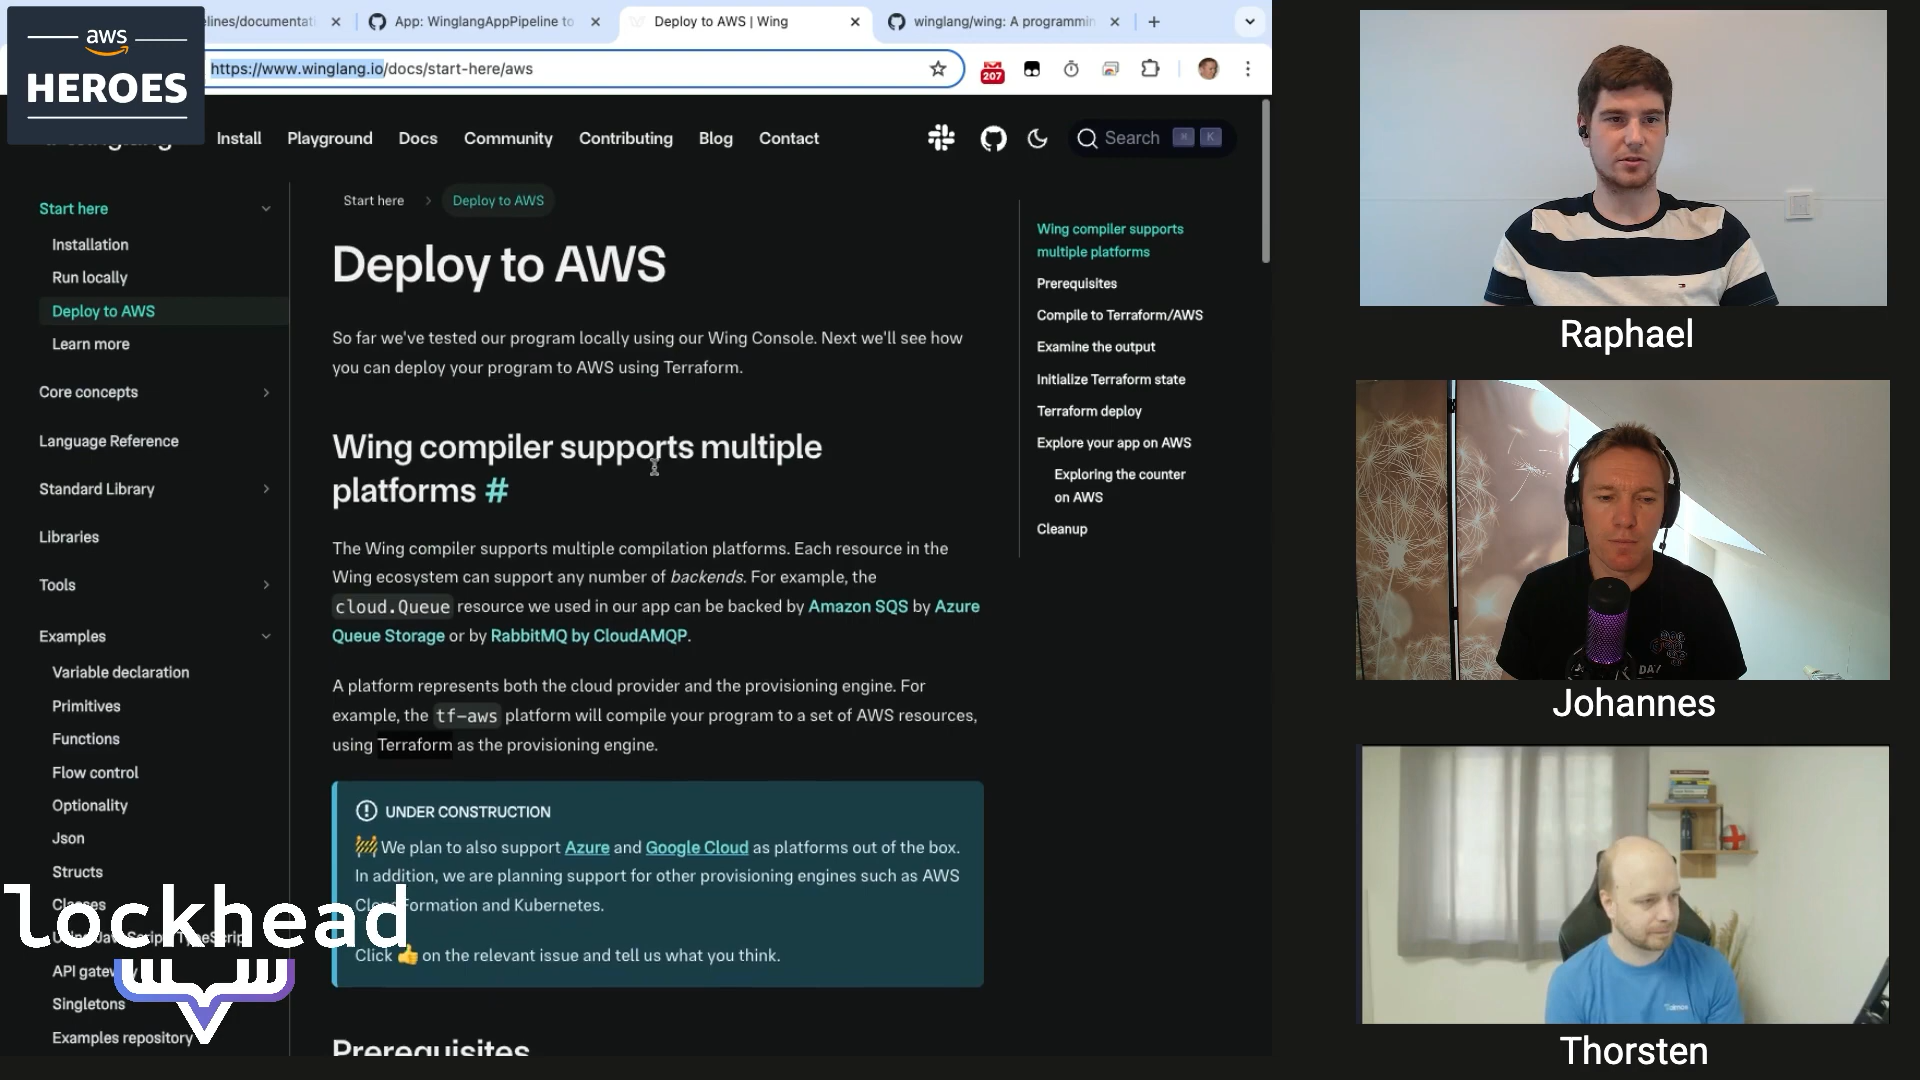 aws
HEROES
elines/documentati
App: WinglangAppPipeline to
Deploy to AWS | Wing
winglang/wing: A programmin
https://www.winglang.io/docs/start-here/aws
207
Install
Playground
Docs
Community
Contributing
Blog
Contact
Search
⌘ K
Start here
Installation
Run locally
Deploy to AWS
Learn more
Core concepts
Language Reference
Standard Library
Libraries
Tools
Examples
Variable declaration
Primitives
Functions
Flow control
Optionality
Json
Structs
Classes
API gatew
Singletons
Examples repository
lockhead
Start here
Deploy to AWS
Deploy to AWS
So far we've tested our program locally using our Wing Console. Next we'll see how
you can deploy your program to AWS using Terraform.
Wing compiler supports multiple
platforms #
The Wing compiler supports multiple compilation platforms. Each resource in the
Wing ecosystem can support any number of backends. For example, the
cloud.Queue resource we used in our app can be backed by Amazon SQS by Azure
Queue Storage or by RabbitMQ by CloudAMQP.
A platform represents both the cloud provider and the provisioning engine. For
example, the tf-aws platform will compile your program to a set of AWS resources,
using Terraform as the provisioning engine.
UNDER CONSTRUCTION
🚧 We plan to also support Azure and Google Cloud as platforms out of the box.
In addition, we are planning support for other provisioning engines such as AWS
CloudFormation and Kubernetes.
Click 👍 on the relevant issue and tell us what you think.
Prerequisites
Wing compiler supports
multiple platforms
Prerequisites
Compile to Terraform/AWS
Examine the output
Initialize Terraform state
Terraform deploy
Explore your app on AWS
Exploring the counter
on AWS
Cleanup
Raphael
DAY
Johannes
Thorsten